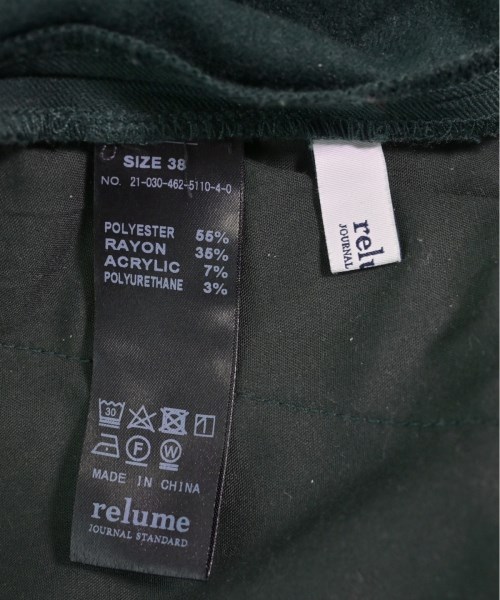 SIZE 38
NO. 21-030-462-5110-4-0
POLYESTER 55%
RAYON 35%
ACRYLIC 7%
POLYURETHANE 3%
30
F W
MADE IN CHINA
relume
JOURNAL STANDARD
relume
JOURNAL